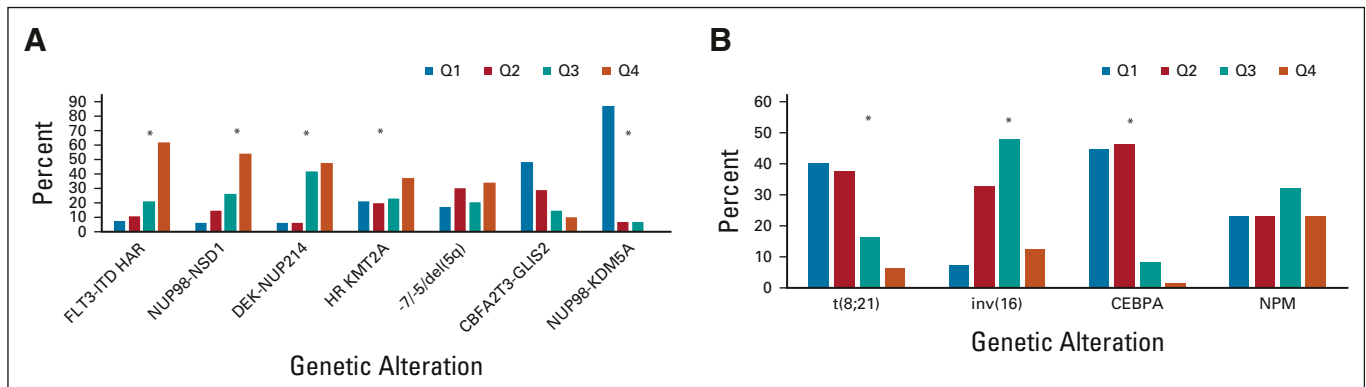 A
Q1 Q2 Q3 Q4
Percent
90
80
70
60
50
40
30
20
10
0
* * * * *
FLT3-ITD HAR
NUP98-NSD1
DEK-NUP214
HR KMT2A
-7/-5/del(5q)
CBFA2T3-GLIS2
NUP98-KDM5A
Genetic Alteration
B
Q1 Q2 Q3 Q4
Percent
60
50
40
30
20
10
0
* * *
t(8;21) inv(16) CEBPA NPM
Genetic Alteration